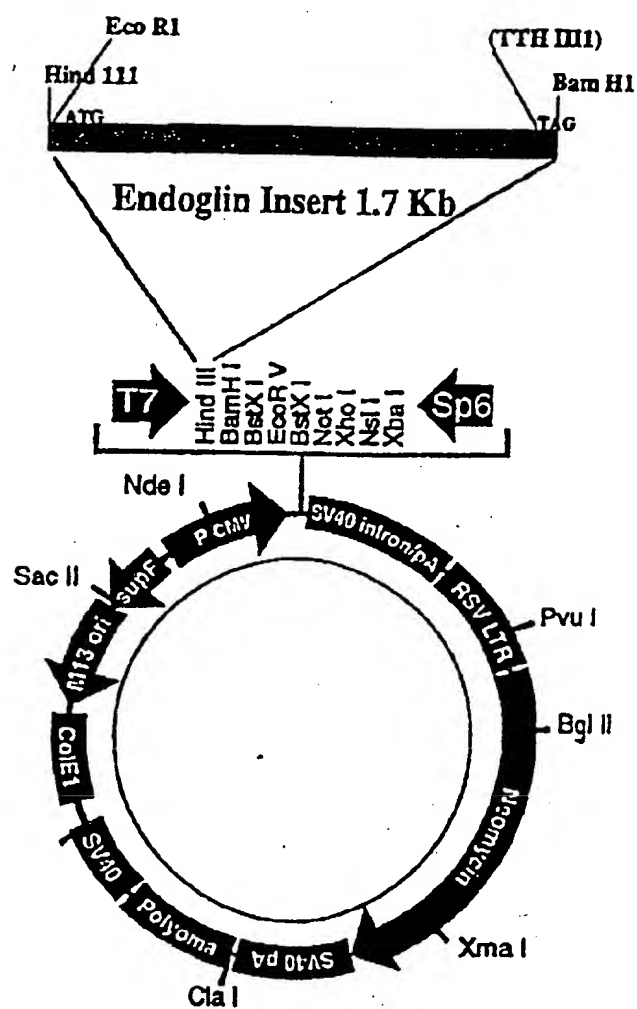 Eco R1
(TTH III1)
Hind 111
Bam H1
ATG
TAG
Endoglin Insert 1.7 Kb
T7
Hind III
BamH I
BstX I
EcoR V
BstX I
Not I
Xho I
Nsi I
Xba I
Sp6
Nde I
P CMV
SV40 intron/pA
Sac II
supF
RSV LTR
Pvu I
m113 ori
Bgl II
ColE1
Neomycin
SV40
Polyoma
SV40 pA
Xma I
Cla I